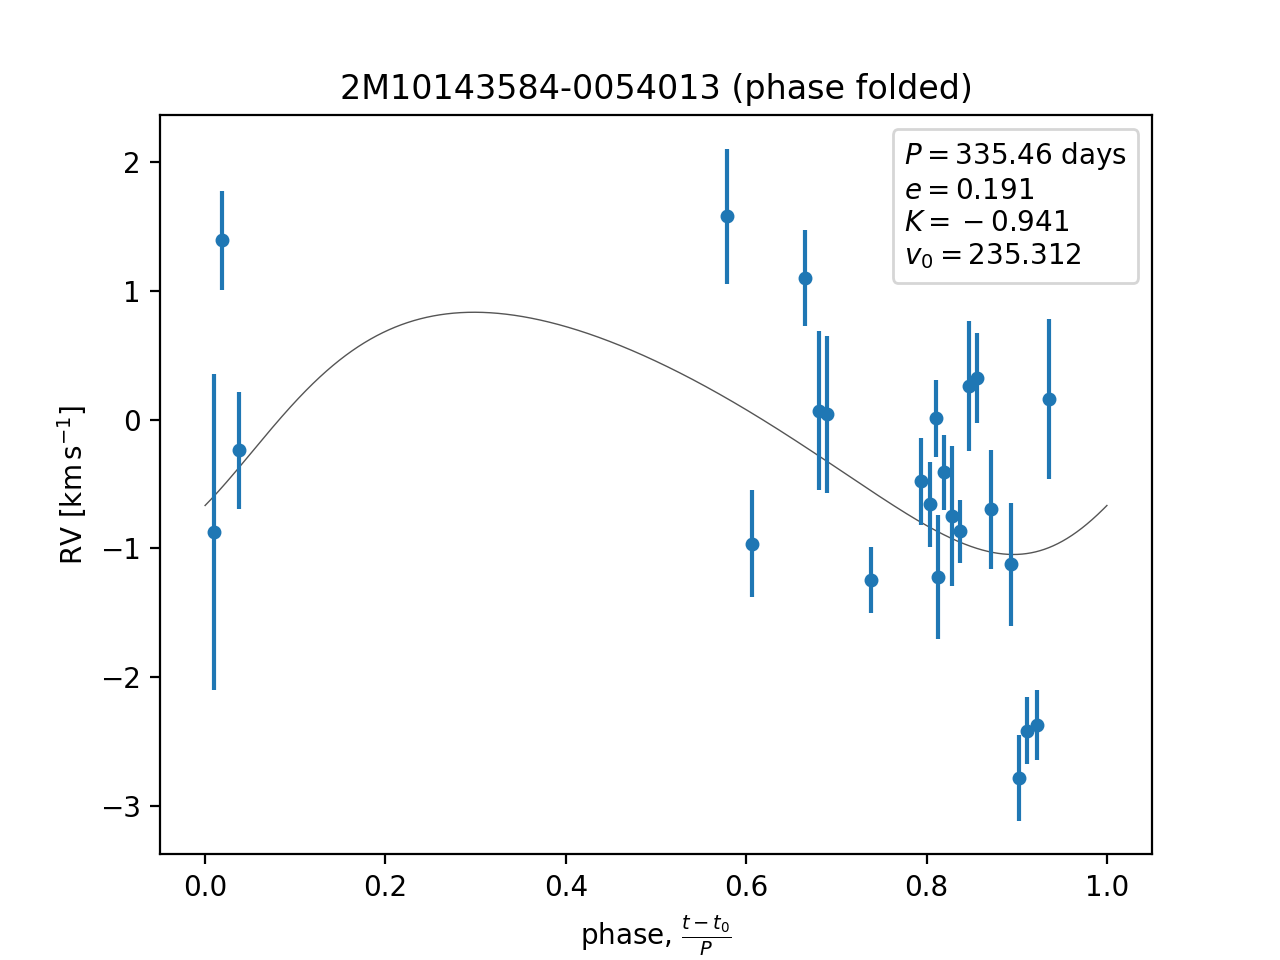 2M10143584-0054013 (phase folded)
P = 335.46 days
e = 0.191
K = −0.941
v₀ = 235.312
2
1
0
−1
−2
−3
RV [km s⁻¹]
0.0 0.2 0.4 0.6 0.8 1.0
phase, (t − t₀)/P